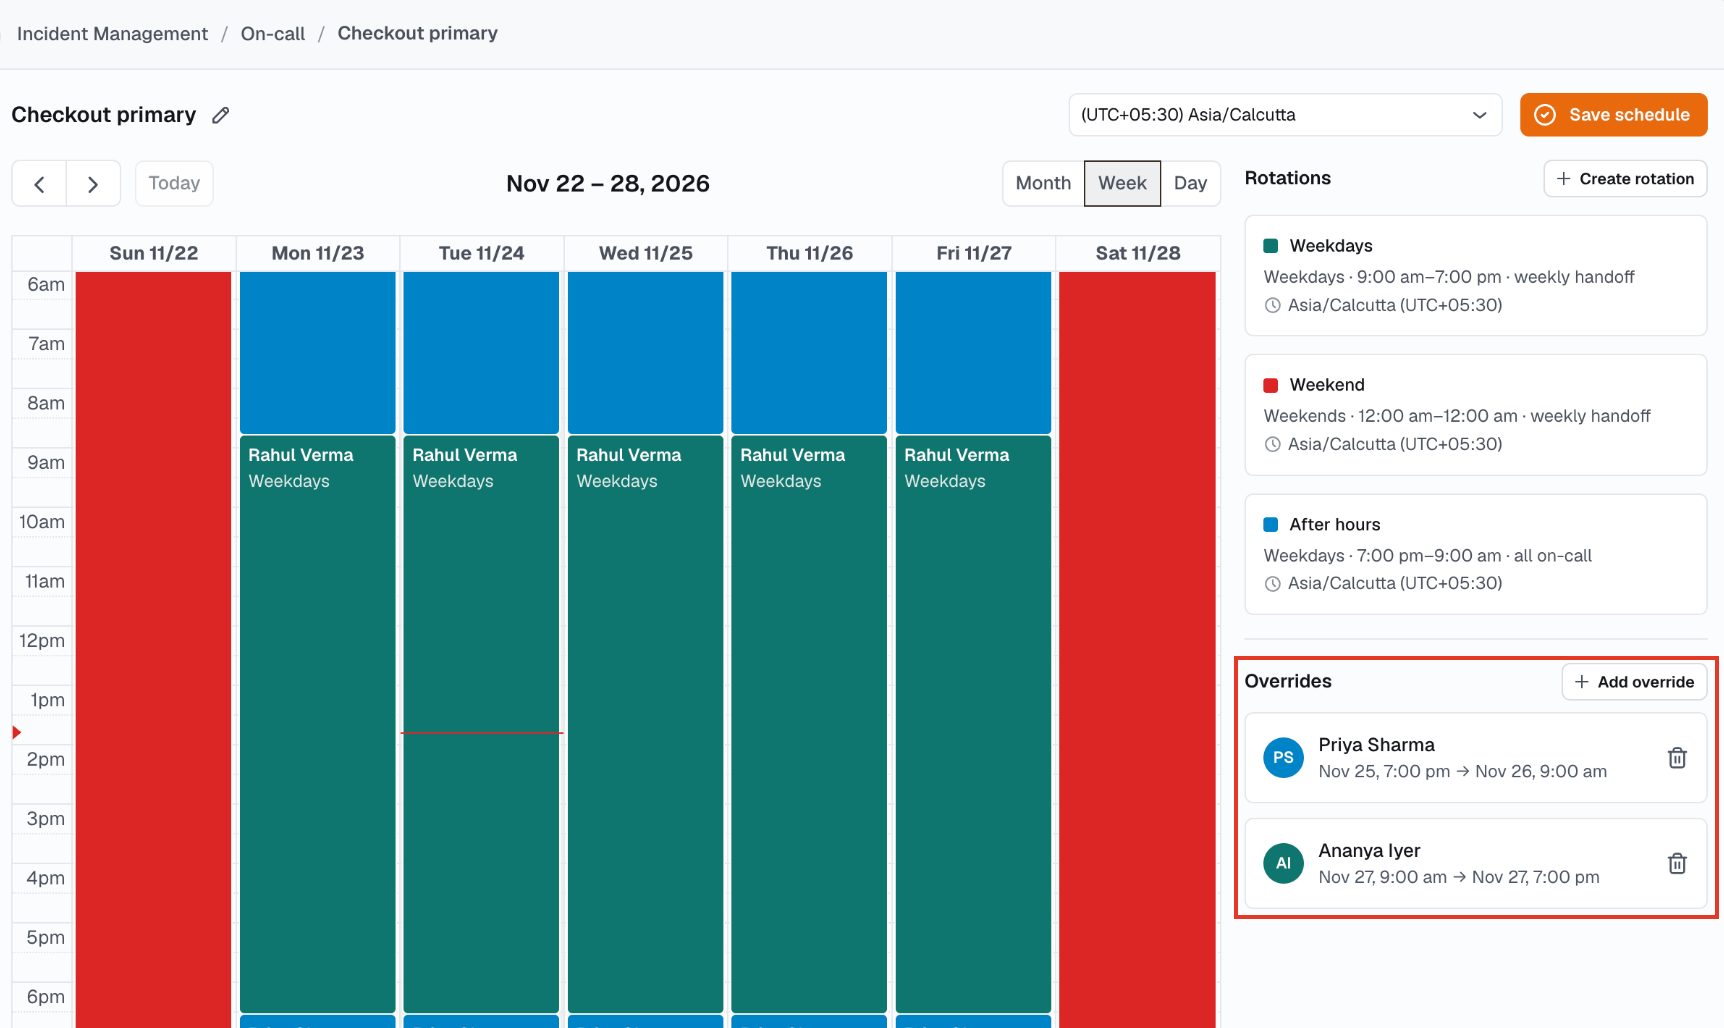 Incident Management / On-call / Checkout primary
Checkout primary
(UTC+05:30) Asia/Calcutta
Save schedule
Today
Nov 22 – 28, 2026
Month Week Day
Sun 11/22 Mon 11/23 Tue 11/24 Wed 11/25 Thu 11/26 Fri 11/27 Sat 11/28
6am
7am
8am
9am
10am
11am
12pm
1pm
2pm
3pm
4pm
5pm
6pm
Rahul Verma Rahul Verma Rahul Verma Rahul Verma Rahul Verma
Weekdays Weekdays Weekdays Weekdays Weekdays
Rotations
+ Create rotation
Weekdays
Weekdays · 9:00 am–7:00 pm · weekly handoff
Asia/Calcutta (UTC+05:30)
Weekend
Weekends · 12:00 am–12:00 am · weekly handoff
Asia/Calcutta (UTC+05:30)
After hours
Weekdays · 7:00 pm–9:00 am · all on-call
Asia/Calcutta (UTC+05:30)
Overrides
+ Add override
PS
Priya Sharma
Nov 25, 7:00 pm → Nov 26, 9:00 am
AI
Ananya Iyer
Nov 27, 9:00 am → Nov 27, 7:00 pm